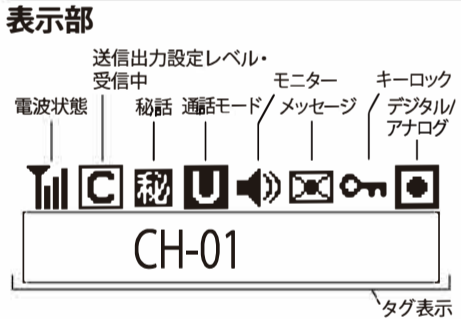 表示部
送信出力設定レベル・
受信中
モニター
キーロック
電波状態
秘話
通話モード
メッセージ
デジタル/
アナログ
C
秘
U
CH-01
タグ表示